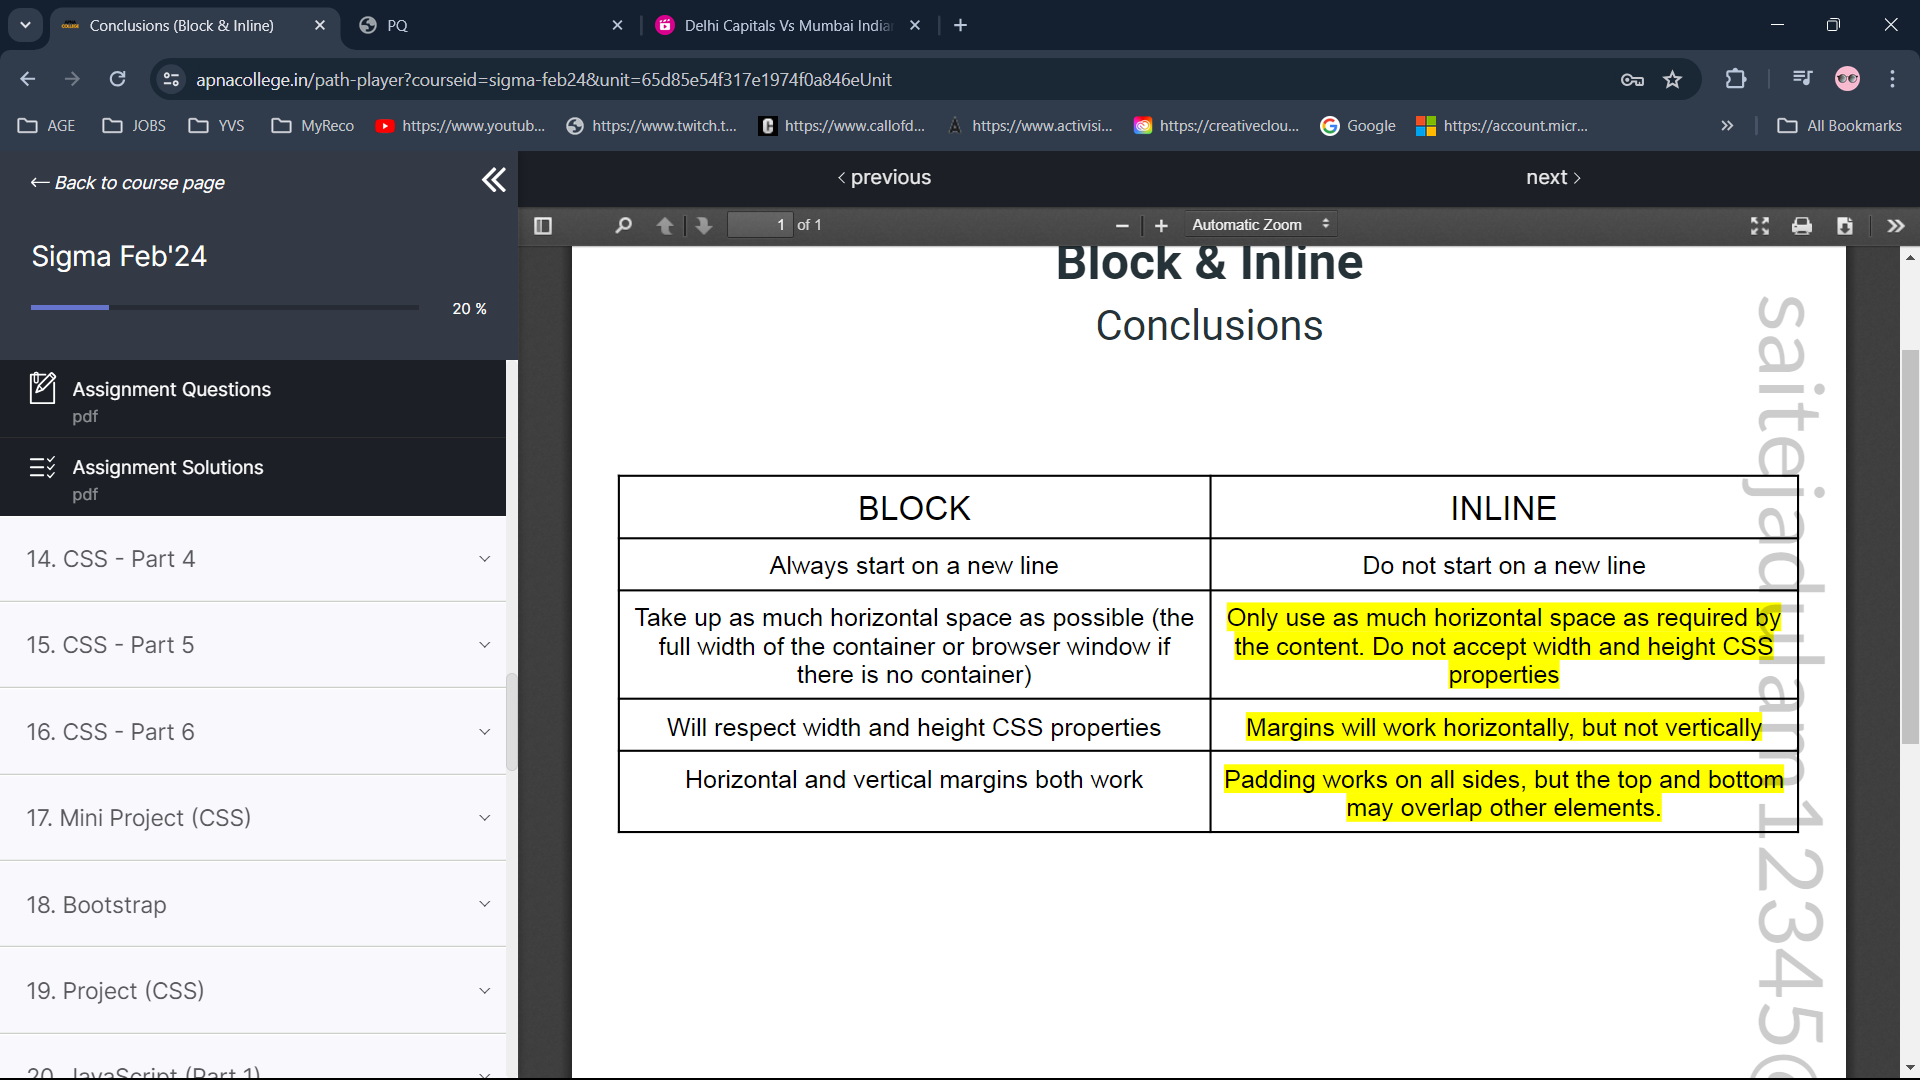 Conclusions (Block & Inline)
PQ
Delhi Capitals Vs Mumbai India
apnacollege.in/path-player?courseid=sigma-feb24&unit=65d85e54f317e1974f0a846eUnit
AGE
JOBS
YVS
MyReco
https://www.youtub...
https://www.twitch.t...
https://www.callofd...
https://www.activisi...
https://creativeclou...
Google
https://account.micr...
All Bookmarks
← Back to course page
‹ previous
next ›
1 of 1
Automatic Zoom
Sigma Feb'24
20 %
Assignment Questions
pdf
Assignment Solutions
pdf
14. CSS - Part 4
15. CSS - Part 5
16. CSS - Part 6
17. Mini Project (CSS)
18. Bootstrap
19. Project (CSS)
20. JavaScript (Part 1)
Block & Inline
Conclusions
BLOCK
INLINE
Always start on a new line
Do not start on a new line
Take up as much horizontal space as possible (the
full width of the container or browser window if
there is no container)
Only use as much horizontal space as required by
the content. Do not accept width and height CSS
properties
Will respect width and height CSS properties
Margins will work horizontally, but not vertically
Horizontal and vertical margins both work
Padding works on all sides, but the top and bottom
may overlap other elements.
saitejadulam12345@